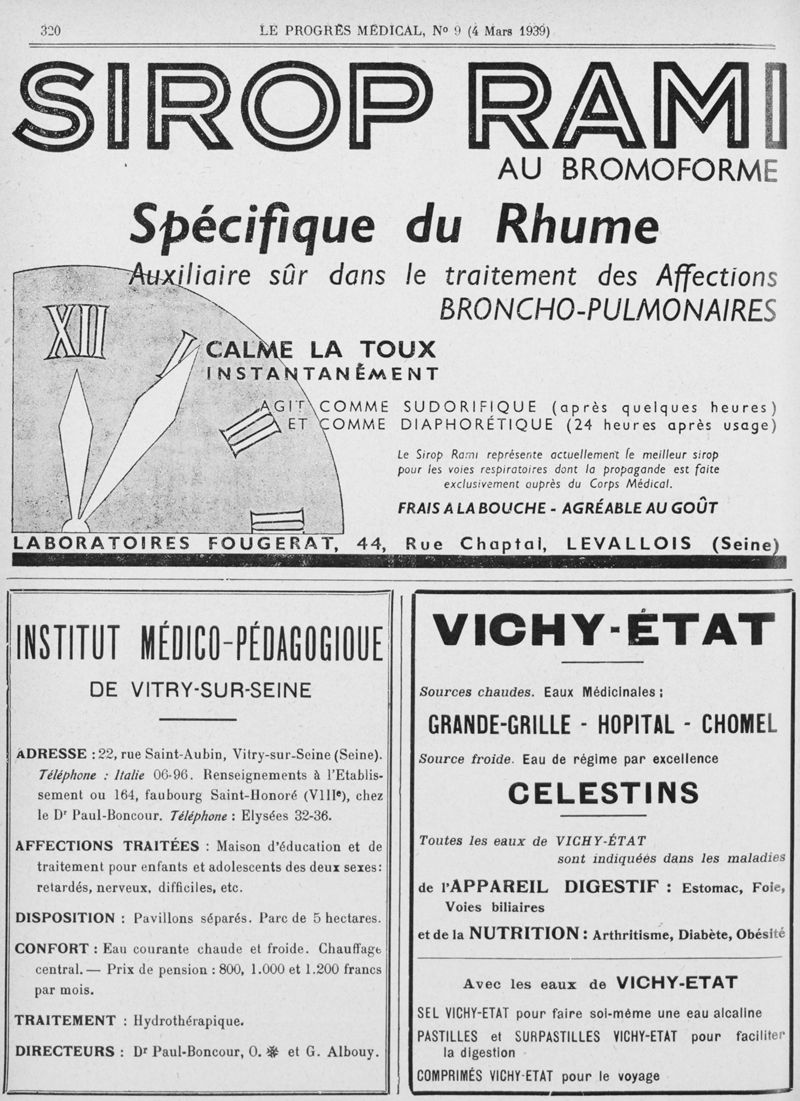 320
LE PROGRÈS MÉDICAL, No 9 (4 Mars 1939)
SIROP RAMI
AU BROMOFORME
Spécifique du Rhume
Auxiliaire sûr dans le traitement des Affections
BRONCHO-PULMONAIRES
XII
I
CALME LA TOUX
INSTANTANÉMENT
AGIT COMME SUDORIFIQUE (après quelques heures)
ET COMME DIAPHORÉTIQUE (24 heures après usage)
II
Le Sirop Rami représente actuellement le meilleur sirop
pour les voies respiratoires dont la propagande est faite
exclusivement auprès du Corps Médical.
FRAIS A LA BOUCHE - AGRÉABLE AU GOÛT
III
LABORATOIRES FOUGERAT, 44, Rue Chaptal, LEVALLOIS (Seine)
INSTITUT MÉDICO-PÉDAGOGIQUE
DE VITRY-SUR-SEINE
ADRESSE : 22, rue Saint-Aubin, Vitry-sur-Seine (Seine).
Téléphone : Italie 06-96. Renseignements à l'Etablis-
sement ou 164, faubourg Saint-Honoré (VIIIe), chez
le Dr Paul-Boncour. Téléphone : Elysées 32-36.
AFFECTIONS TRAITÉES : Maison d'éducation et de
traitement pour enfants et adolescents des deux sexes:
retardés, nerveux, difficiles, etc.
DISPOSITION : Pavillons séparés. Parc de 5 hectares.
CONFORT : Eau courante chaude et froide. Chauffage
central. — Prix de pension : 800, 1.000 et 1.200 francs
par mois.
TRAITEMENT : Hydrothérapique.
DIRECTEURS : Dr Paul-Boncour, O. ❋ et G. Albouy.
VICHY-ÉTAT
Sources chaudes. Eaux Médicinales :
GRANDE-GRILLE - HOPITAL - CHOMEL
Source froide. Eau de régime par excellence
CELESTINS
Toutes les eaux de VICHY-ÉTAT
sont indiquéés dans les maladies
de l'APPAREIL DIGESTIF : Estomac, Foie,
Voies biliaires
et de la NUTRITION : Arthritisme, Diabète, Obésité
Avec les eaux de VICHY-ETAT
SEL VICHY-ETAT pour faire soi-même une eau alcaline
PASTILLES et SURPASTILLES VICHY-ETAT pour faciliter
la digestion
COMPRIMÉS VICHY-ETAT pour le voyage